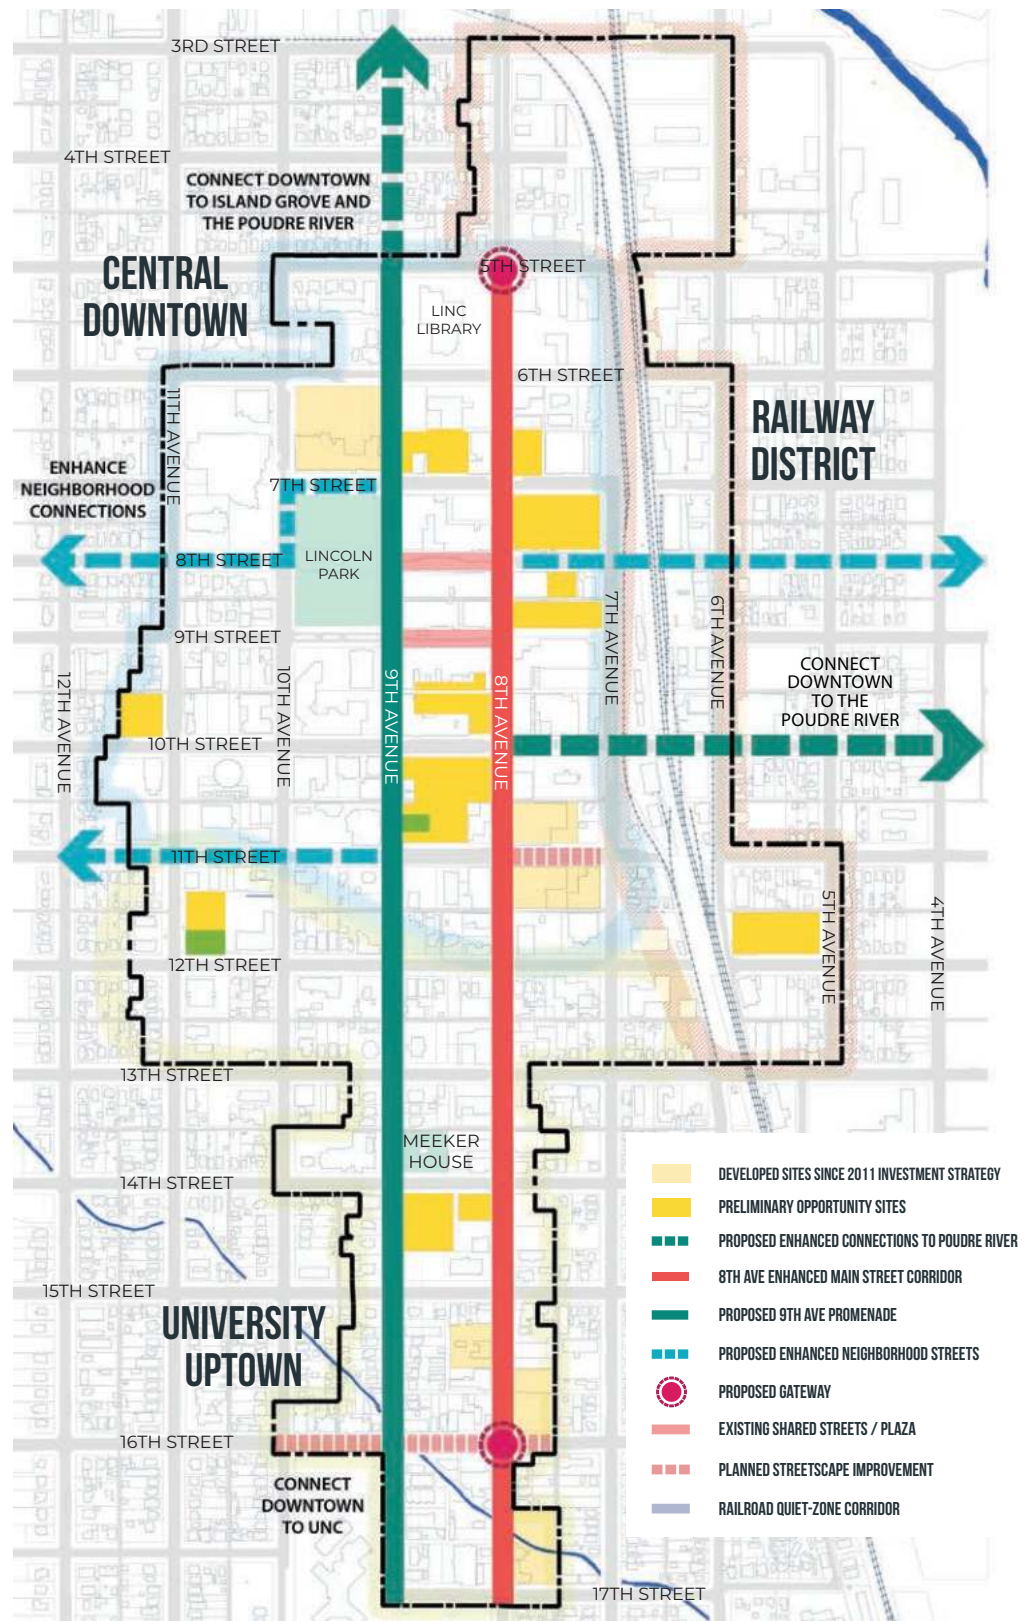 3RD STREET
4TH STREET
CONNECT DOWNTOWN
TO ISLAND GROVE AND
THE POUDRE RIVER
CENTRAL
DOWNTOWN
5TH STREET
LINC
LIBRARY
6TH STREET
11TH AVENUE
RAILWAY
DISTRICT
ENHANCE
NEIGHBORHOOD
CONNECTIONS
7TH STREET
8TH STREET
LINCOLN
PARK
9TH STREET
7TH AVENUE
6TH AVENUE
12TH AVENUE
10TH AVENUE
9TH AVENUE
8TH AVENUE
CONNECT
DOWNTOWN
TO THE
POUDRE RIVER
10TH STREET
11TH STREET
5TH AVENUE
4TH AVENUE
12TH STREET
13TH STREET
MEEKER
HOUSE
14TH STREET
15TH STREET
UNIVERSITY
UPTOWN
16TH STREET
CONNECT
DOWNTOWN
TO UNC
17TH STREET
DEVELOPED SITES SINCE 2011 INVESTMENT STRATEGY
PRELIMINARY OPPORTUNITY SITES
PROPOSED ENHANCED CONNECTIONS TO POUDRE RIVER
8TH AVE ENHANCED MAIN STREET CORRIDOR
PROPOSED 9TH AVE PROMENADE
PROPOSED ENHANCED NEIGHBORHOOD STREETS
PROPOSED GATEWAY
EXISTING SHARED STREETS / PLAZA
PLANNED STREETSCAPE IMPROVEMENT
RAILROAD QUIET-ZONE CORRIDOR